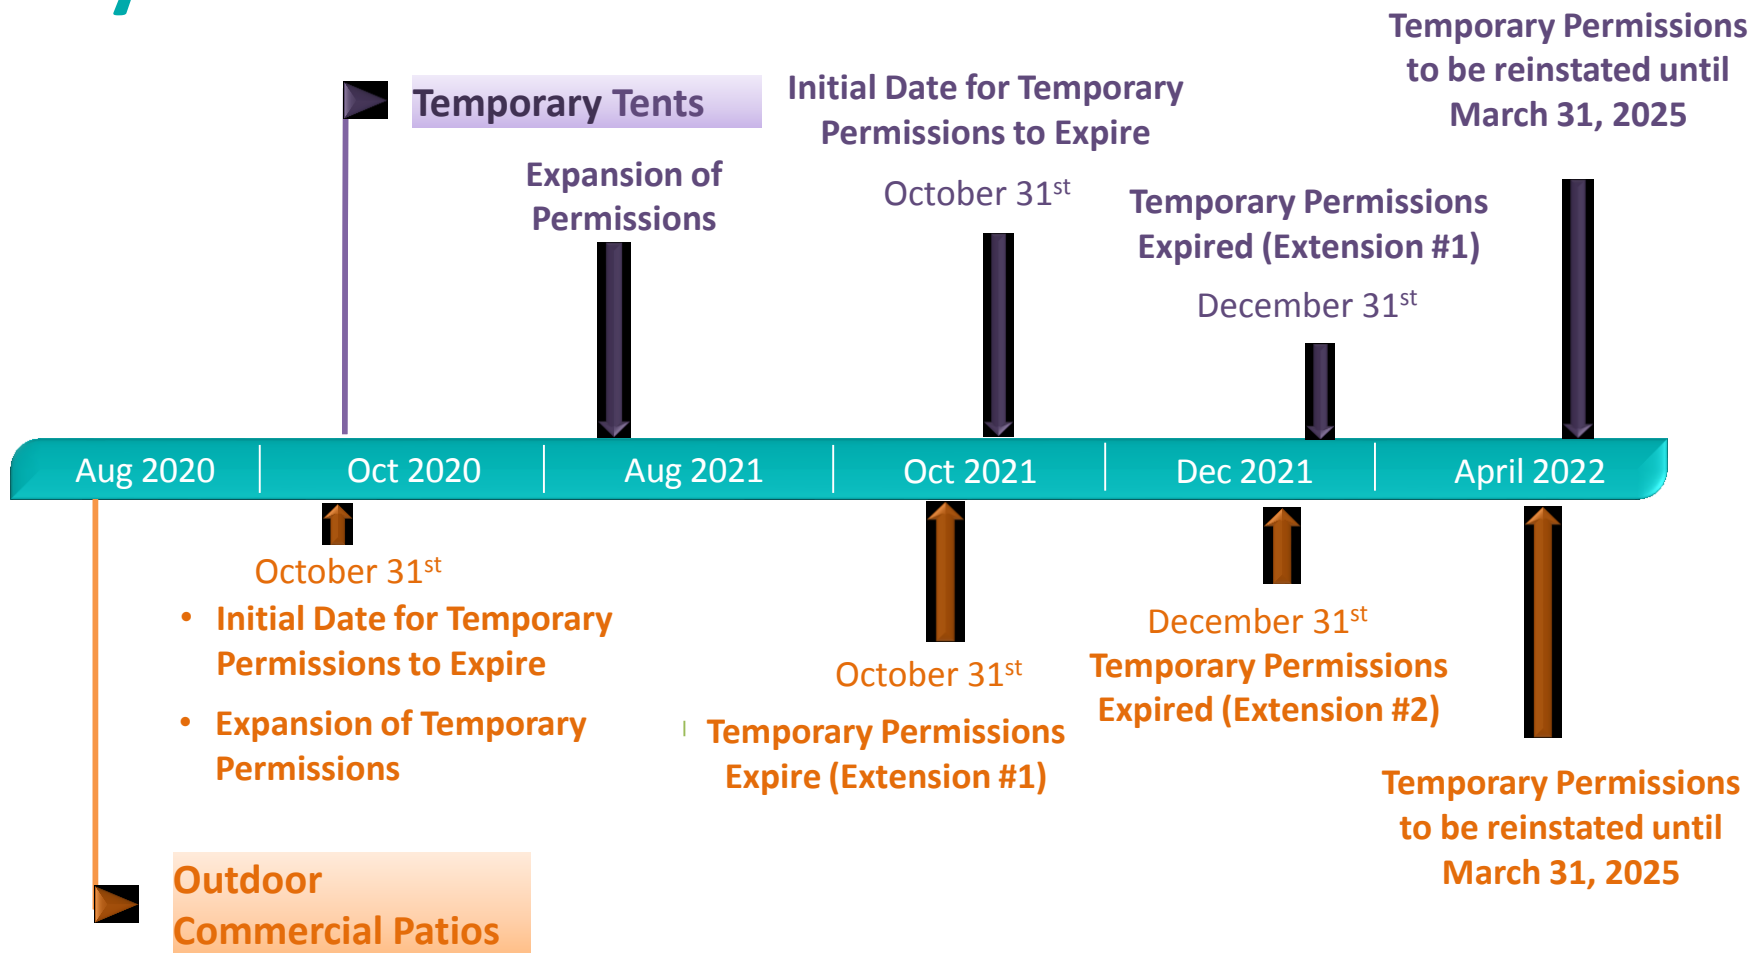 Temporary Permissions
to be reinstated until
March 31, 2025
Temporary Tents
Initial Date for Temporary
Permissions to Expire
October 31st
Expansion of
Permissions
Temporary Permissions
Expired (Extension #1)
December 31st
Aug 2020
Oct 2020
Aug 2021
Oct 2021
Dec 2021
April 2022
October 31st
• Initial Date for Temporary
Permissions to Expire
• Expansion of Temporary
Permissions
October 31st
Temporary Permissions
Expire (Extension #1)
December 31st
Temporary Permissions
Expired (Extension #2)
Temporary Permissions
to be reinstated until
March 31, 2025
Outdoor
Commercial Patios